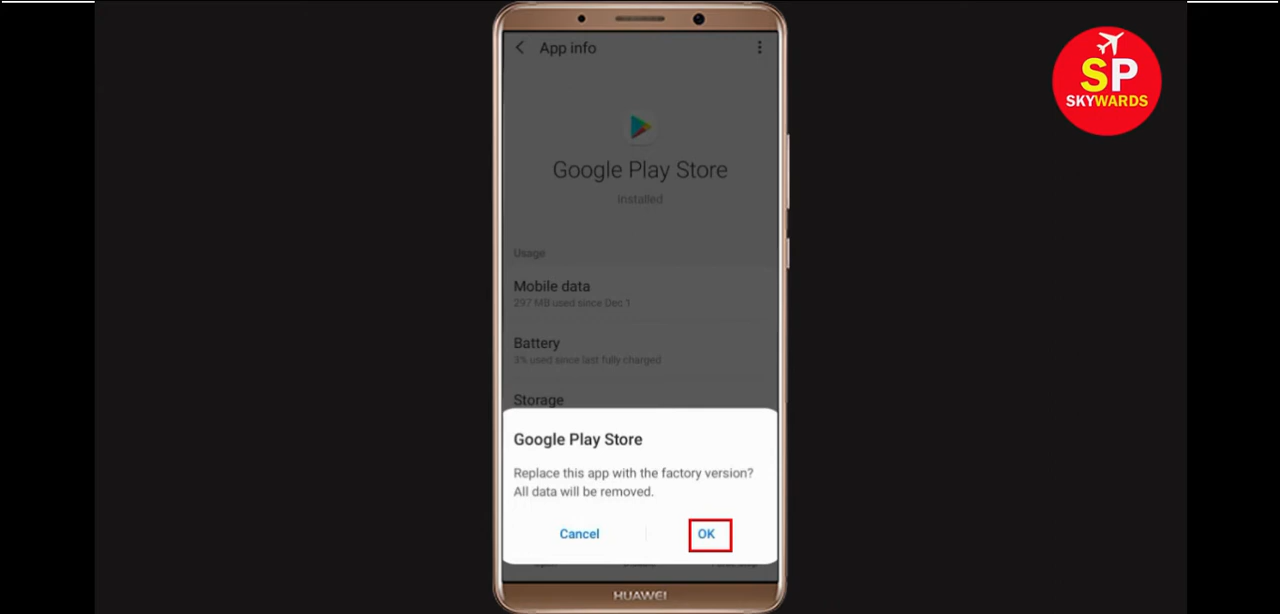 App info
SP
SKYWARDS
Google Play Store
Installed
Usage
Mobile data
297 MB used since Dec 1
Battery
3% used since last fully charged
Storage
Google Play Store
Replace this app with the factory version?
All data will be removed.
Cancel
OK
HUAWEI